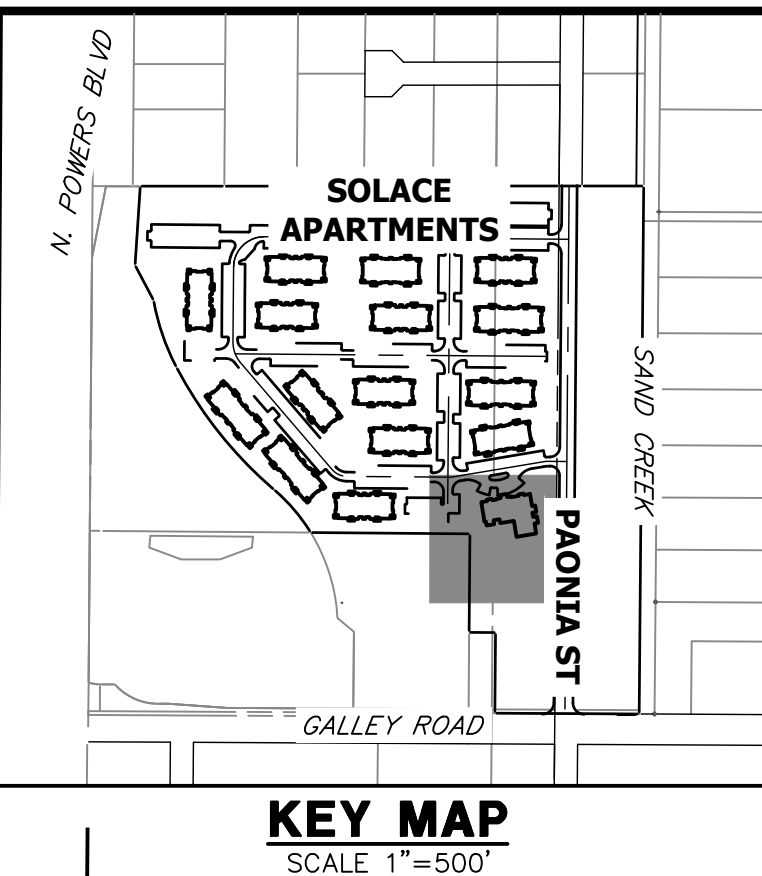 N. POWERS BLVD
SOLACE
APARTMENTS
SAND CREEK
PAONIA ST
GALLEY ROAD
KEY MAP
SCALE 1"=500'